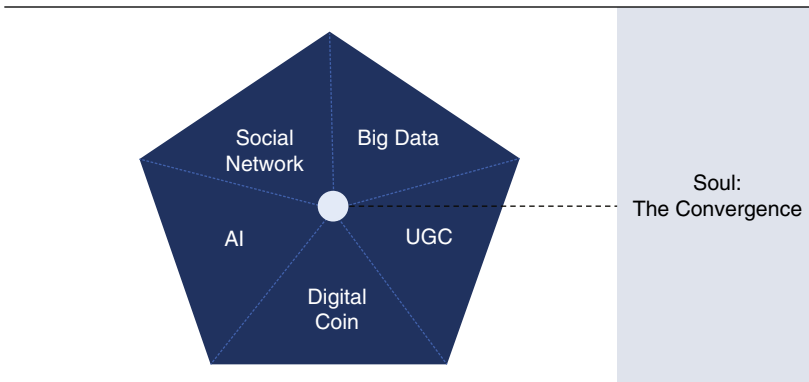 Social
Network
Big Data
AI
UGC
Digital
Coin
Soul:
The Convergence